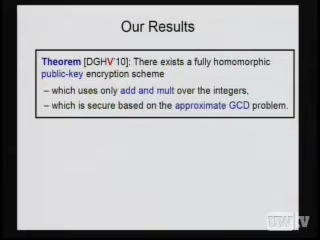 Our Results
Theorem [DGHV'10]: There exists a fully homomorphic
public-key encryption scheme
– which uses only add and mult over the integers,
– which is secure based on the approximate GCD problem.
UWTV